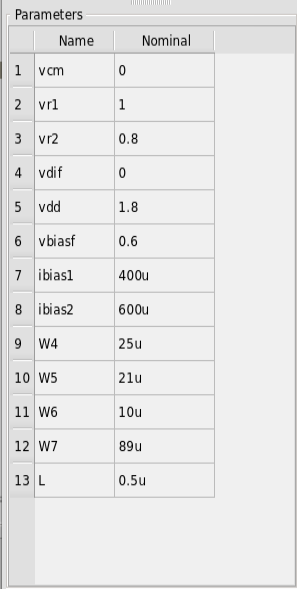 Parameters
Name Nominal
1 vcm 0
2 vr1 1
3 vr2 0.8
4 vdif 0
5 vdd 1.8
6 vbiasf 0.6
7 ibias1 400u
8 ibias2 600u
9 W4 25u
10 W5 21u
11 W6 10u
12 W7 89u
13 L 0.5u